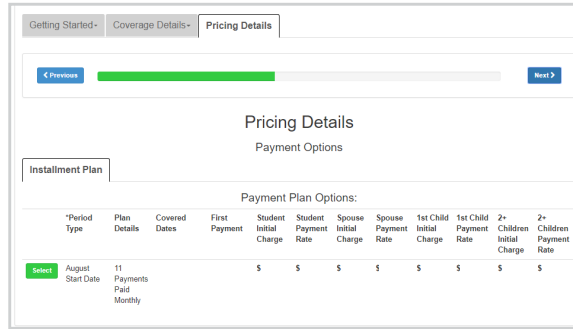 Getting Started Coverage Details Pricing Details
Previous Next
Pricing Details
Payment Options
Installment Plan
Payment Plan Options:
*Period Type Plan Details Covered Dates First Payment Student Initial Charge Student Payment Rate Spouse Initial Charge Spouse Payment Rate 1st Child Initial Charge 1st Child Payment Rate 2+ Children Initial Charge 2+ Children Payment Rate
Select August Start Date 11 Payments Paid Monthly $ $ $ $ $ $ $ $